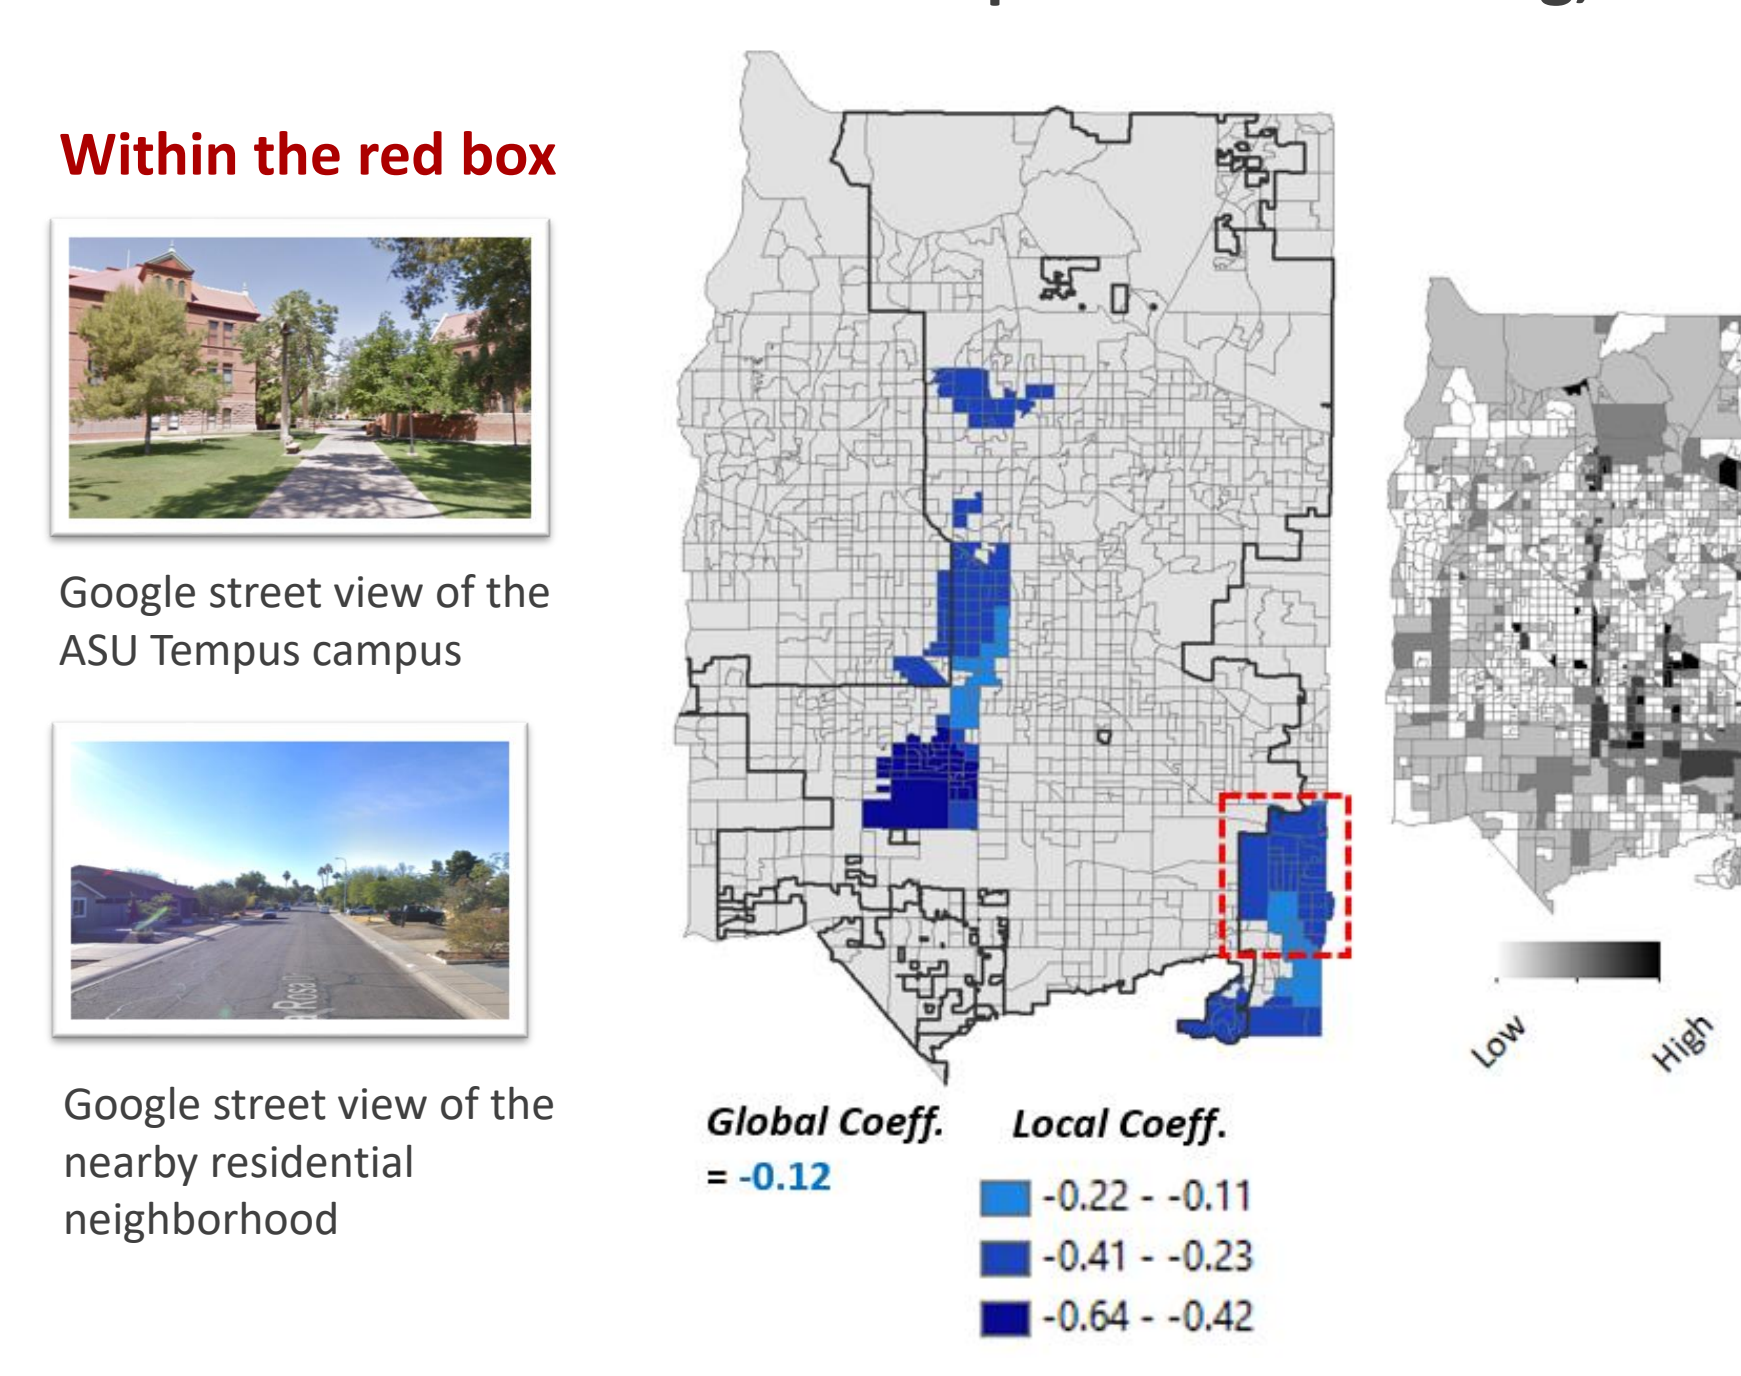 Within the red box
Google street view of the
ASU Tempus campus
Google street view of the
nearby residential
neighborhood
Global Coeff.
= -0.12
Local Coeff.
-0.22 - -0.11
-0.41 - -0.23
-0.64 - -0.42
Low
High